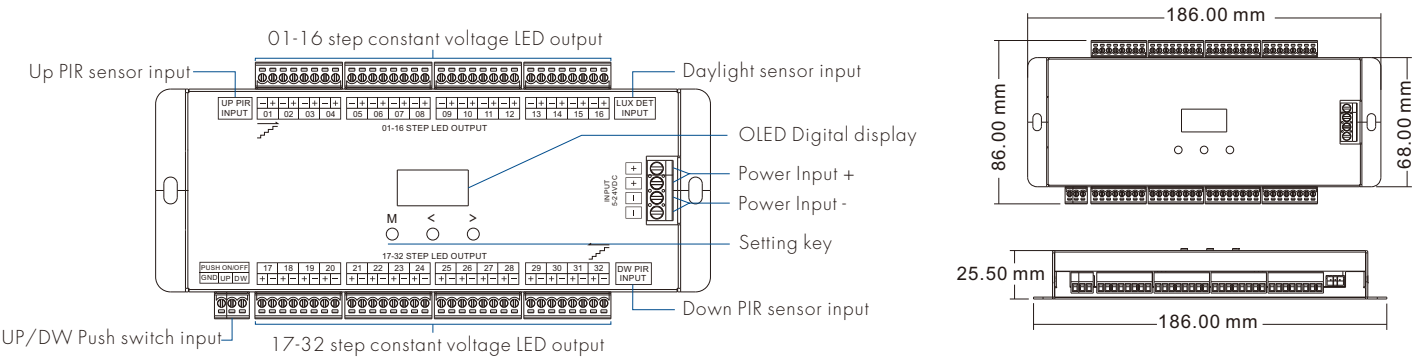 01-16 step constant voltage LED output
Up PIR sensor input
Daylight sensor input
UP PIR
INPUT
- + - + - + - + - + - + - + - + - + - + - + - + - + - + - + - +
01 02 03 04 05 06 07 08 09 10 11 12 13 14 15 16
LUX DET
INPUT
01-16 STEP LED OUTPUT
OLED Digital display
INPUT
5-24VDC
+
+
-
-
Power Input +
Power Input -
M < >
Setting key
17-32 STEP LED OUTPUT
PUSH ON/OFF
GND UP DW
17 18 19 20 21 22 23 24 25 26 27 28 29 30 31 32
+ - + - + - + - + - + - + - + - + - + - + - + - + - + - + - + -
DW PIR
INPUT
Down PIR sensor input
UP/DW Push switch input
17-32 step constant voltage LED output
186.00 mm
86.00 mm
68.00 mm
25.50 mm
186.00 mm